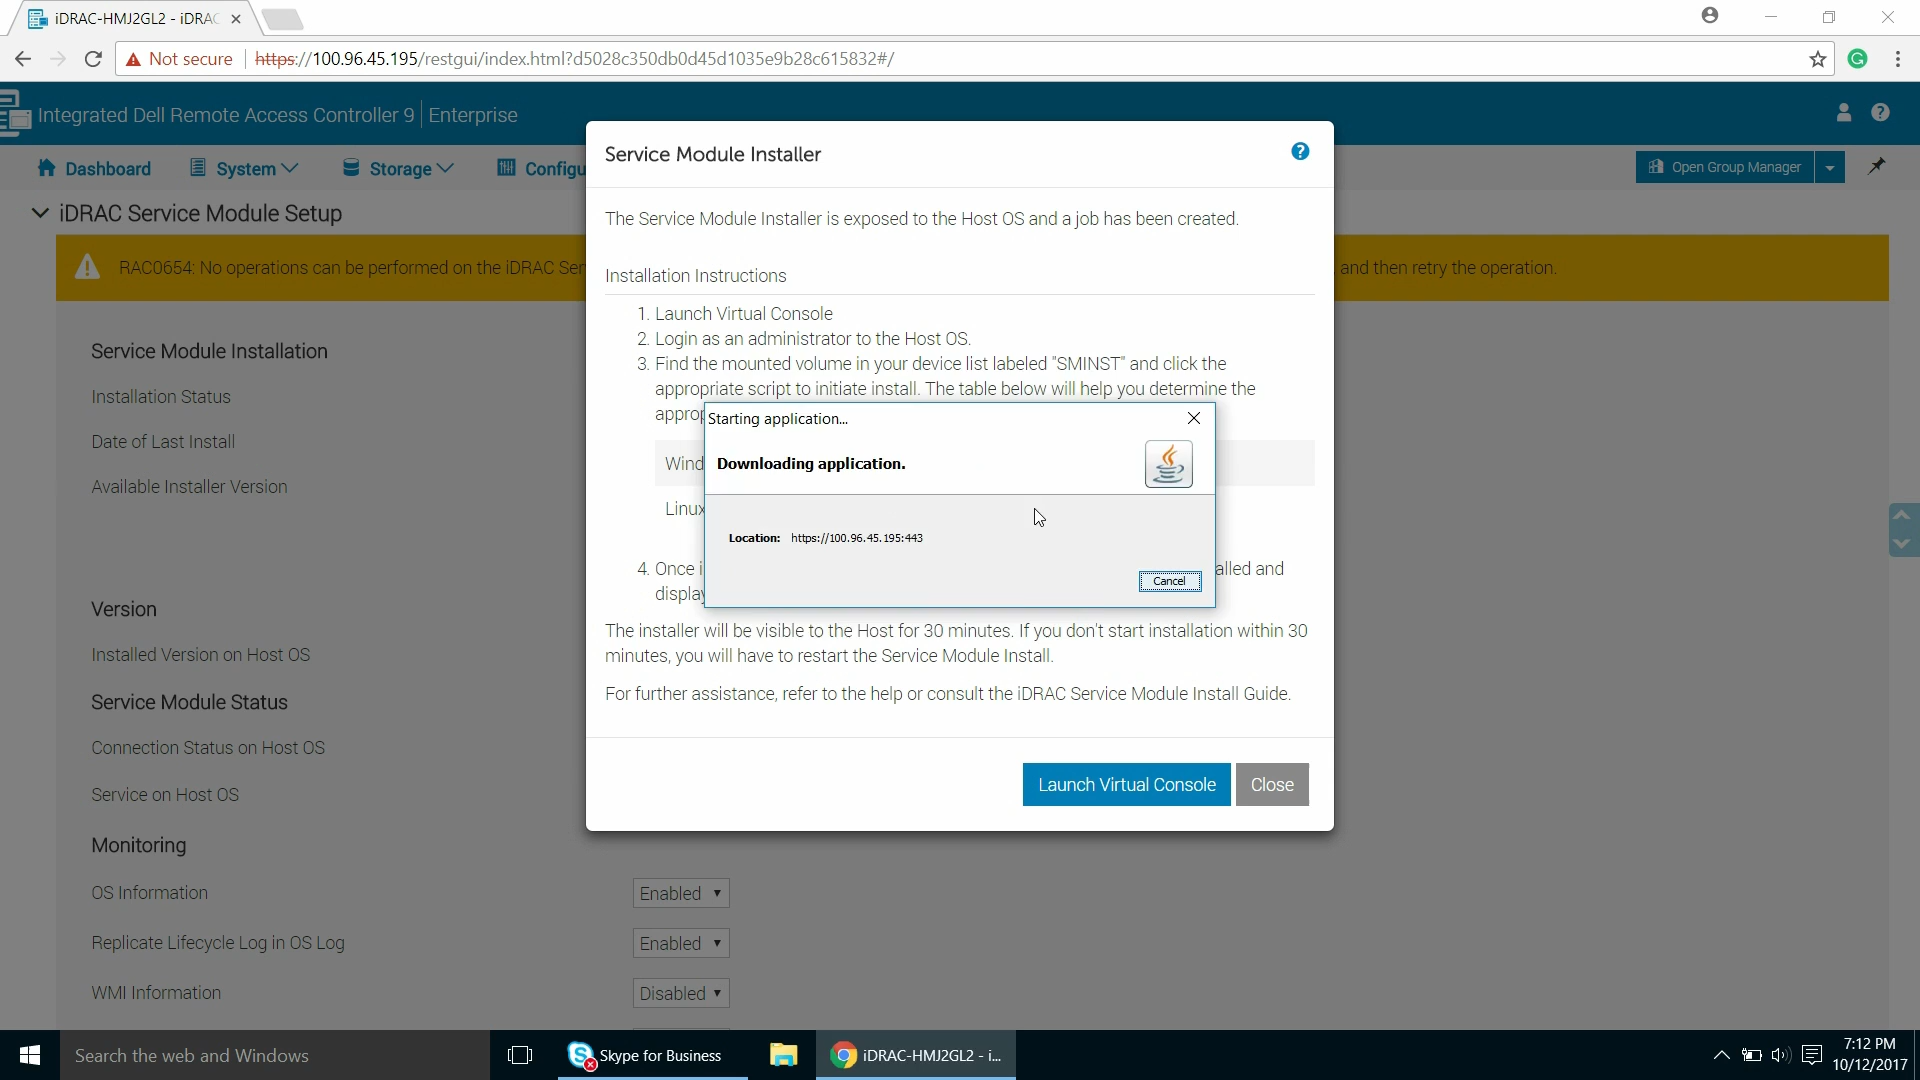 iDRAC-HMJ2GL2 - iDRAC
Not secure https://100.96.45.195/restgui/index.html?d5028c350db0d45d1035e9b28c615832#/
Integrated Dell Remote Access Controller 9 | Enterprise
Dashboard System Storage Configu Open Group Manager
iDRAC Service Module Setup
RAC0654: No operations can be performed on the iDRAC Ser and then retry the operation.
Service Module Installation
Installation Status
Date of Last Install
Available Installer Version
Version
Installed Version on Host OS
Service Module Status
Connection Status on Host OS
Service on Host OS
Monitoring
OS Information Enabled
Replicate Lifecycle Log in OS Log Enabled
WMI Information Disabled
Service Module Installer
The Service Module Installer is exposed to the Host OS and a job has been created.
Installation Instructions
1. Launch Virtual Console
2. Login as an administrator to the Host OS.
3. Find the mounted volume in your device list labeled "SMINST" and click the
appropriate script to initiate install. The table below will help you determine the
approp
Wind
Linux
4. Once i alled and
display
The installer will be visible to the Host for 30 minutes. If you don't start installation within 30
minutes, you will have to restart the Service Module Install.
For further assistance, refer to the help or consult the iDRAC Service Module Install Guide.
Launch Virtual Console Close
Starting application...
Downloading application.
Location: https://100.96.45.195:443
Cancel
Search the web and Windows
Skype for Business
iDRAC-HMJ2GL2 - i...
7:12 PM
10/12/2017